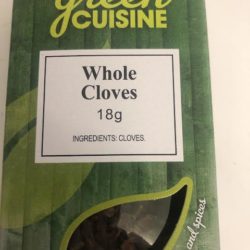 green
CUISINE
Whole
Cloves
18g
INGREDIENTS: CLOVES.
and spices